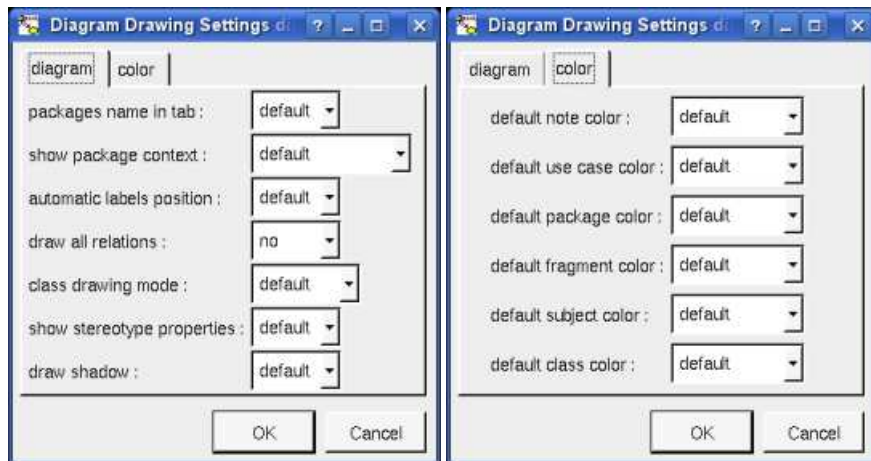 Diagram Drawing Settings
diagram color
packages name in tab : default
show package context : default
automatic labels position : default
draw all relations : no
class drawing mode : default
show stereotype properties : default
draw shadow : default
OK Cancel
Diagram Drawing Settings
diagram color
default note color : default
default use case color : default
default package color : default
default fragment color : default
default subject color : default
default class color : default
OK Cancel